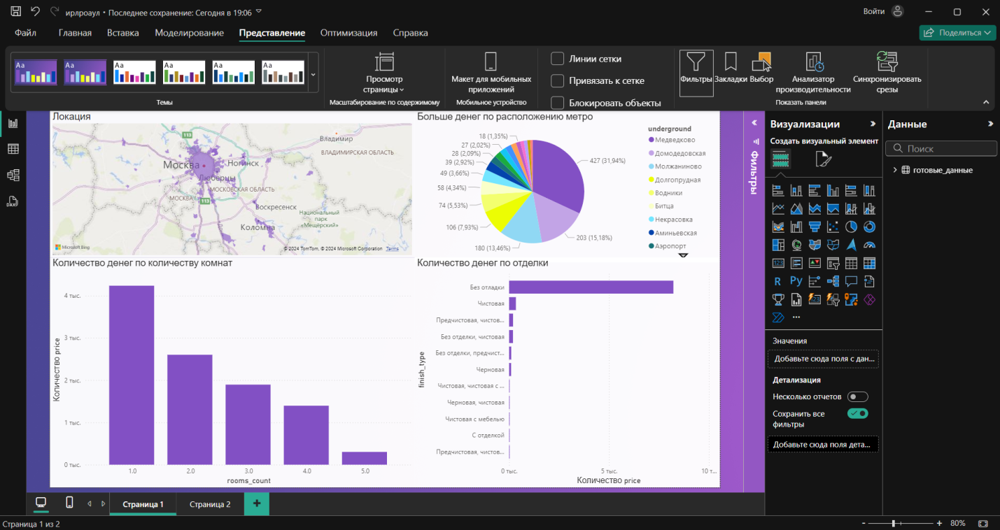 ирлроаул • Последнее сохранение: Сегодня в 19:06
Войти
Файл
Главная
Вставка
Моделирование
Представление
Оптимизация
Справка
Поделиться
Aa
Aa
Aa
Aa
Aa
Aa
Темы
Просмотр
страницы
Масштабирование по содержимому
Макет для мобильных
приложений
Мобильное устройство
Линии сетки
Привязать к сетке
Блокировать объекты
Фильтры
Закладки
Выбор
Анализатор
производительности
Синхронизировать
срезы
Показать панели
Локация
113
Владимир
ВЛАДИМИРСКАЯ ОБЛАСТЬ
Москва
Ногинск
Люберцы
МОСКОВСКАЯ ОБЛАСТЬ
МОСКВА
113
Воскресенск
Национальный
парк
«Мещёрский»
Коломна
Microsoft Bing
© 2024 TomTom, © 2024 Microsoft Corporation Terms
Больше денег по расположению метро
18 (1,35%)
27 (2,02%)
28 (2,09%)
39 (2,92%)
49 (3,66%)
58 (4,34%)
74 (5,53%)
106 (7,93%)
180 (13,46%)
203 (15,18%)
427 (31,94%)
underground
Медведково
Домодедовская
Молжаниново
Долгопрудная
Водники
Битца
Некрасовка
Аминьевская
Аэропорт
Количество денег по количеству комнат
Количество price
4 тыс.
3 тыс.
2 тыс.
1 тыс.
0 тыс.
1.0
2.0
3.0
4.0
5.0
rooms_count
Количество денег по отделки
finish_type
Без отладки
Чистовая
Предчистовая, чистов...
Без отделки, чистовая
Без отделки, предчист...
Черновая
Чистовая, чистовая с ...
Черновая, чистовая
Чистовая с мебелью
С отделкой
Предчистовая, чистов...
0 тыс.
5 тыс.
10 т...
Количество price
Фильтры
Визуализации
Создать визуальный элемент
123
R
Py
123
Значения
Добавьте сюда поля с дан...
Детализация
Несколько отчетов
Сохранить все
фильтры
Добавьте сюда поля дета...
Данные
Поиск
готовые_данные
DAX
Страница 1
Страница 2
+
Страница 1 из 2
- + 80%